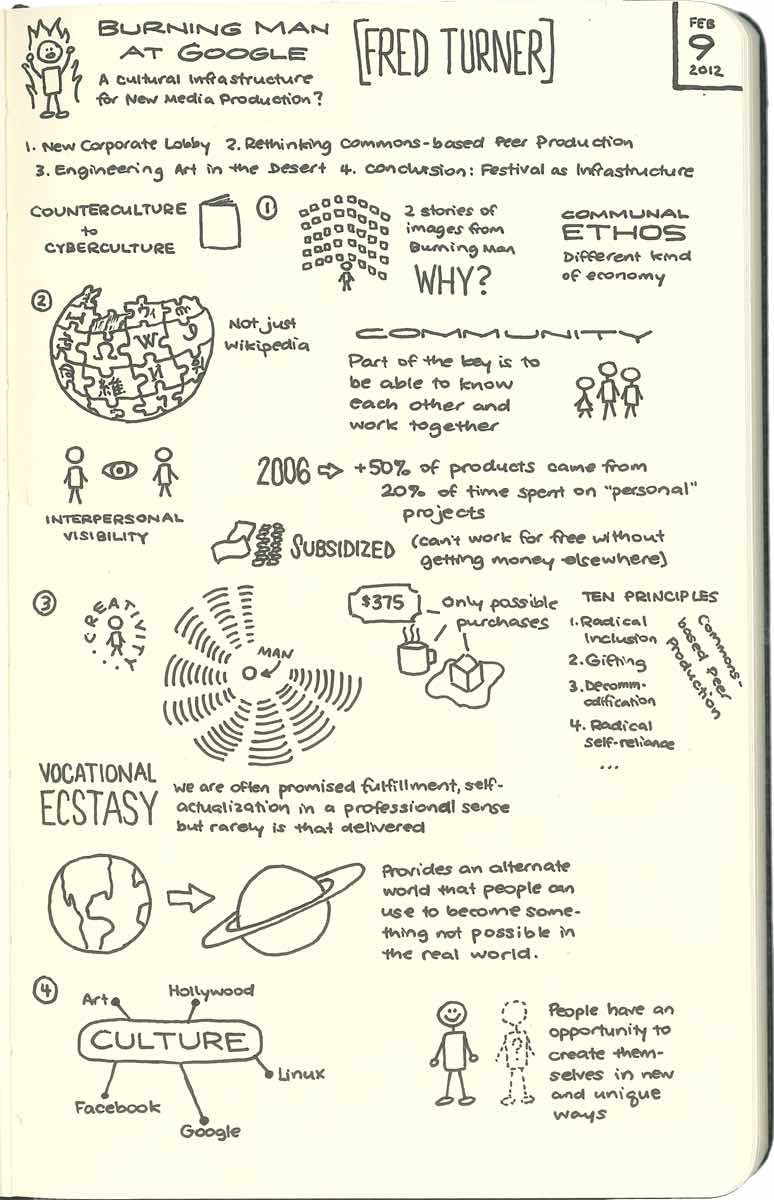 BURNING MAN
AT GOOGLE
A Cultural Infrastructure
for New Media Production?
[FRED TURNER]
FEB
9
2012
1. New Corporate Lobby 2. Rethinking Commons-based Peer Production
3. Engineering Art in the Desert 4. Conclusion: Festival as Infrastructure
COUNTERCULTURE
to
CYBERCULTURE
1
2 stories of
images from
Burning Man
WHY?
COMMUNAL
ETHOS
Different kind
of economy
2
Ω
W
И
維
Not just
Wikipedia
COMMUNITY
Part of the key is to
be able to know
each other and
work together
INTERPERSONAL
VISIBILITY
2006 ⇨ +50% of products came from
20% of time spent on "personal"
projects
SUBSIDIZED (can't work for free without
getting money elsewhere)
3
CREATIVITY...
MAN
$375
Only possible
purchases
TEN PRINCIPLES
1. Radical
Inclusion
2. Gifting
3. Decomm-
odification
4. Radical
self-reliance
...
Commons-
based Peer
Production
VOCATIONAL
ECSTASY
We are often promised fulfillment, self-
actualization in a professional sense
but rarely is that delivered
Provides an alternate
world that people can
use to become some-
thing not possible in
the real world.
4
Art
Hollywood
CULTURE
Linux
Facebook
Google
?
People have an
opportunity to
create them-
selves in new
and unique
ways